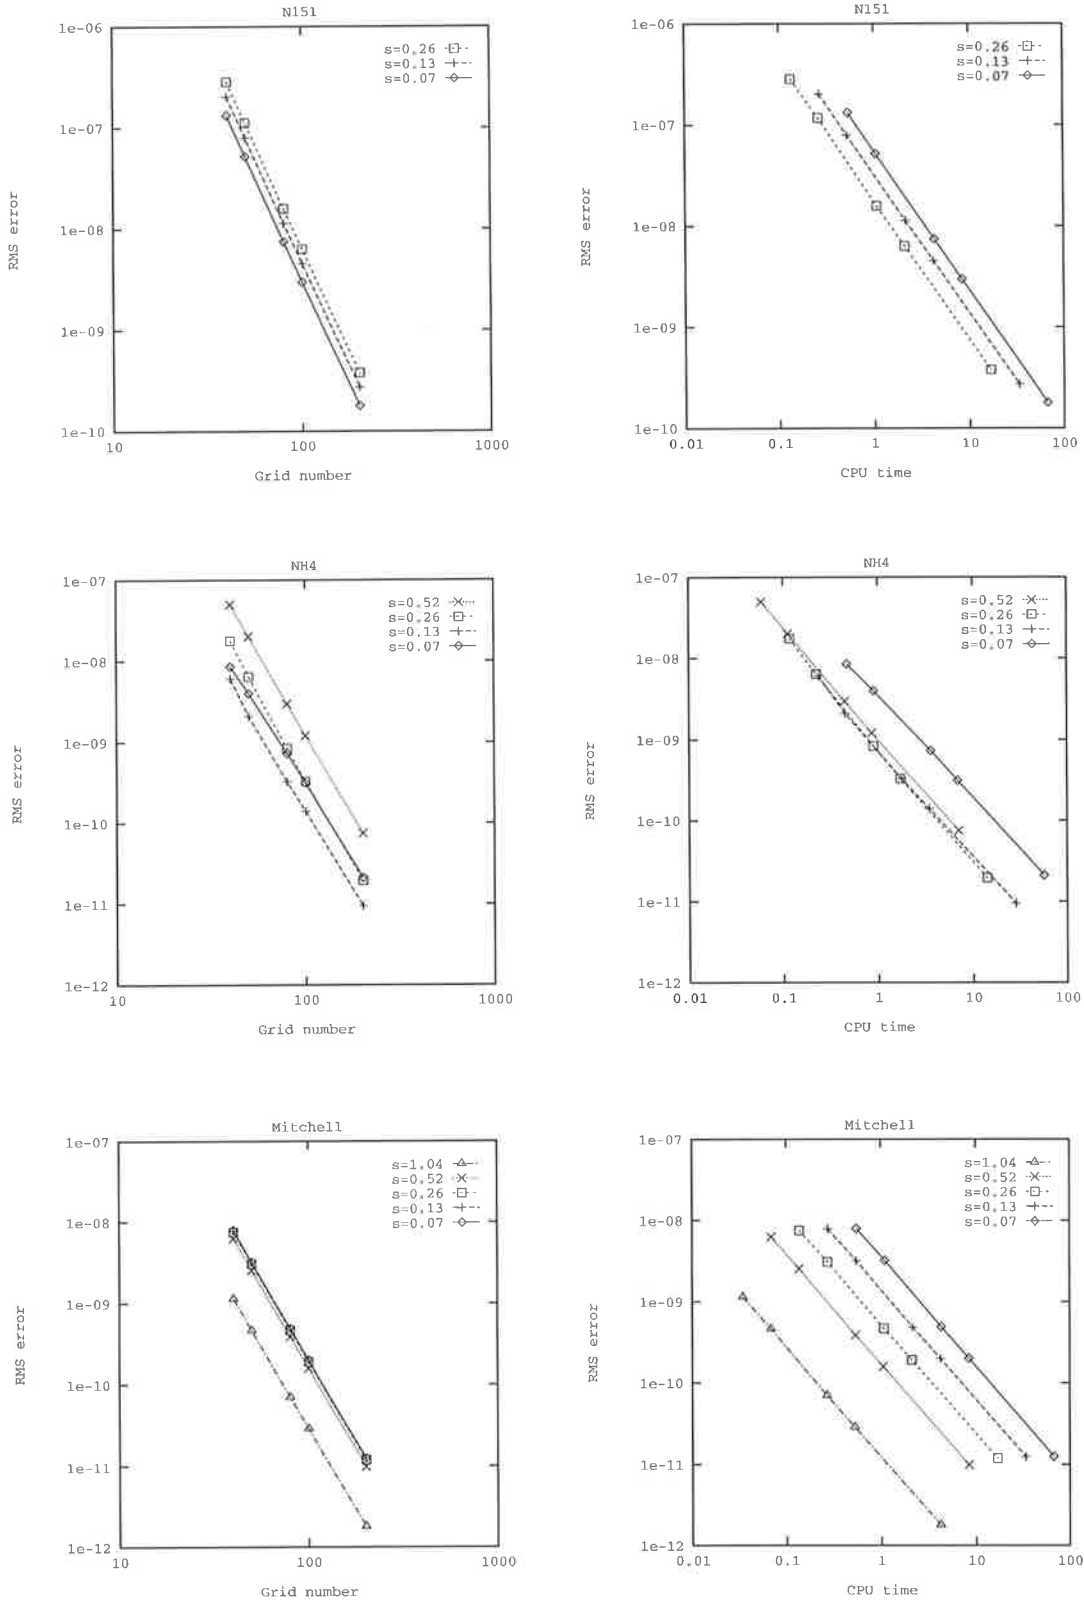 N151
1e-06
1e-07
1e-08
1e-09
1e-10
s=0.26
s=0.13
s=0.07
RMS error
10
100
1000
Grid number
N151
1e-06
1e-07
1e-08
1e-09
1e-10
s=0.26
s=0.13
s=0.07
RMS error
0.01
0.1
1
10
100
CPU time
NH4
1e-07
1e-08
1e-09
1e-10
1e-11
1e-12
s=0.52
s=0.26
s=0.13
s=0.07
RMS error
10
100
1000
Grid number
NH4
1e-07
1e-08
1e-09
1e-10
1e-11
1e-12
s=0.52
s=0.26
s=0.13
s=0.07
RMS error
0.01
0.1
1
10
100
CPU time
Mitchell
1e-07
1e-08
1e-09
1e-10
1e-11
1e-12
s=1.04
s=0.52
s=0.26
s=0.13
s=0.07
RMS error
10
100
1000
Grid number
Mitchell
1e-07
1e-08
1e-09
1e-10
1e-11
1e-12
s=1.04
s=0.52
s=0.26
s=0.13
s=0.07
RMS error
0.01
0.1
1
10
100
CPU time